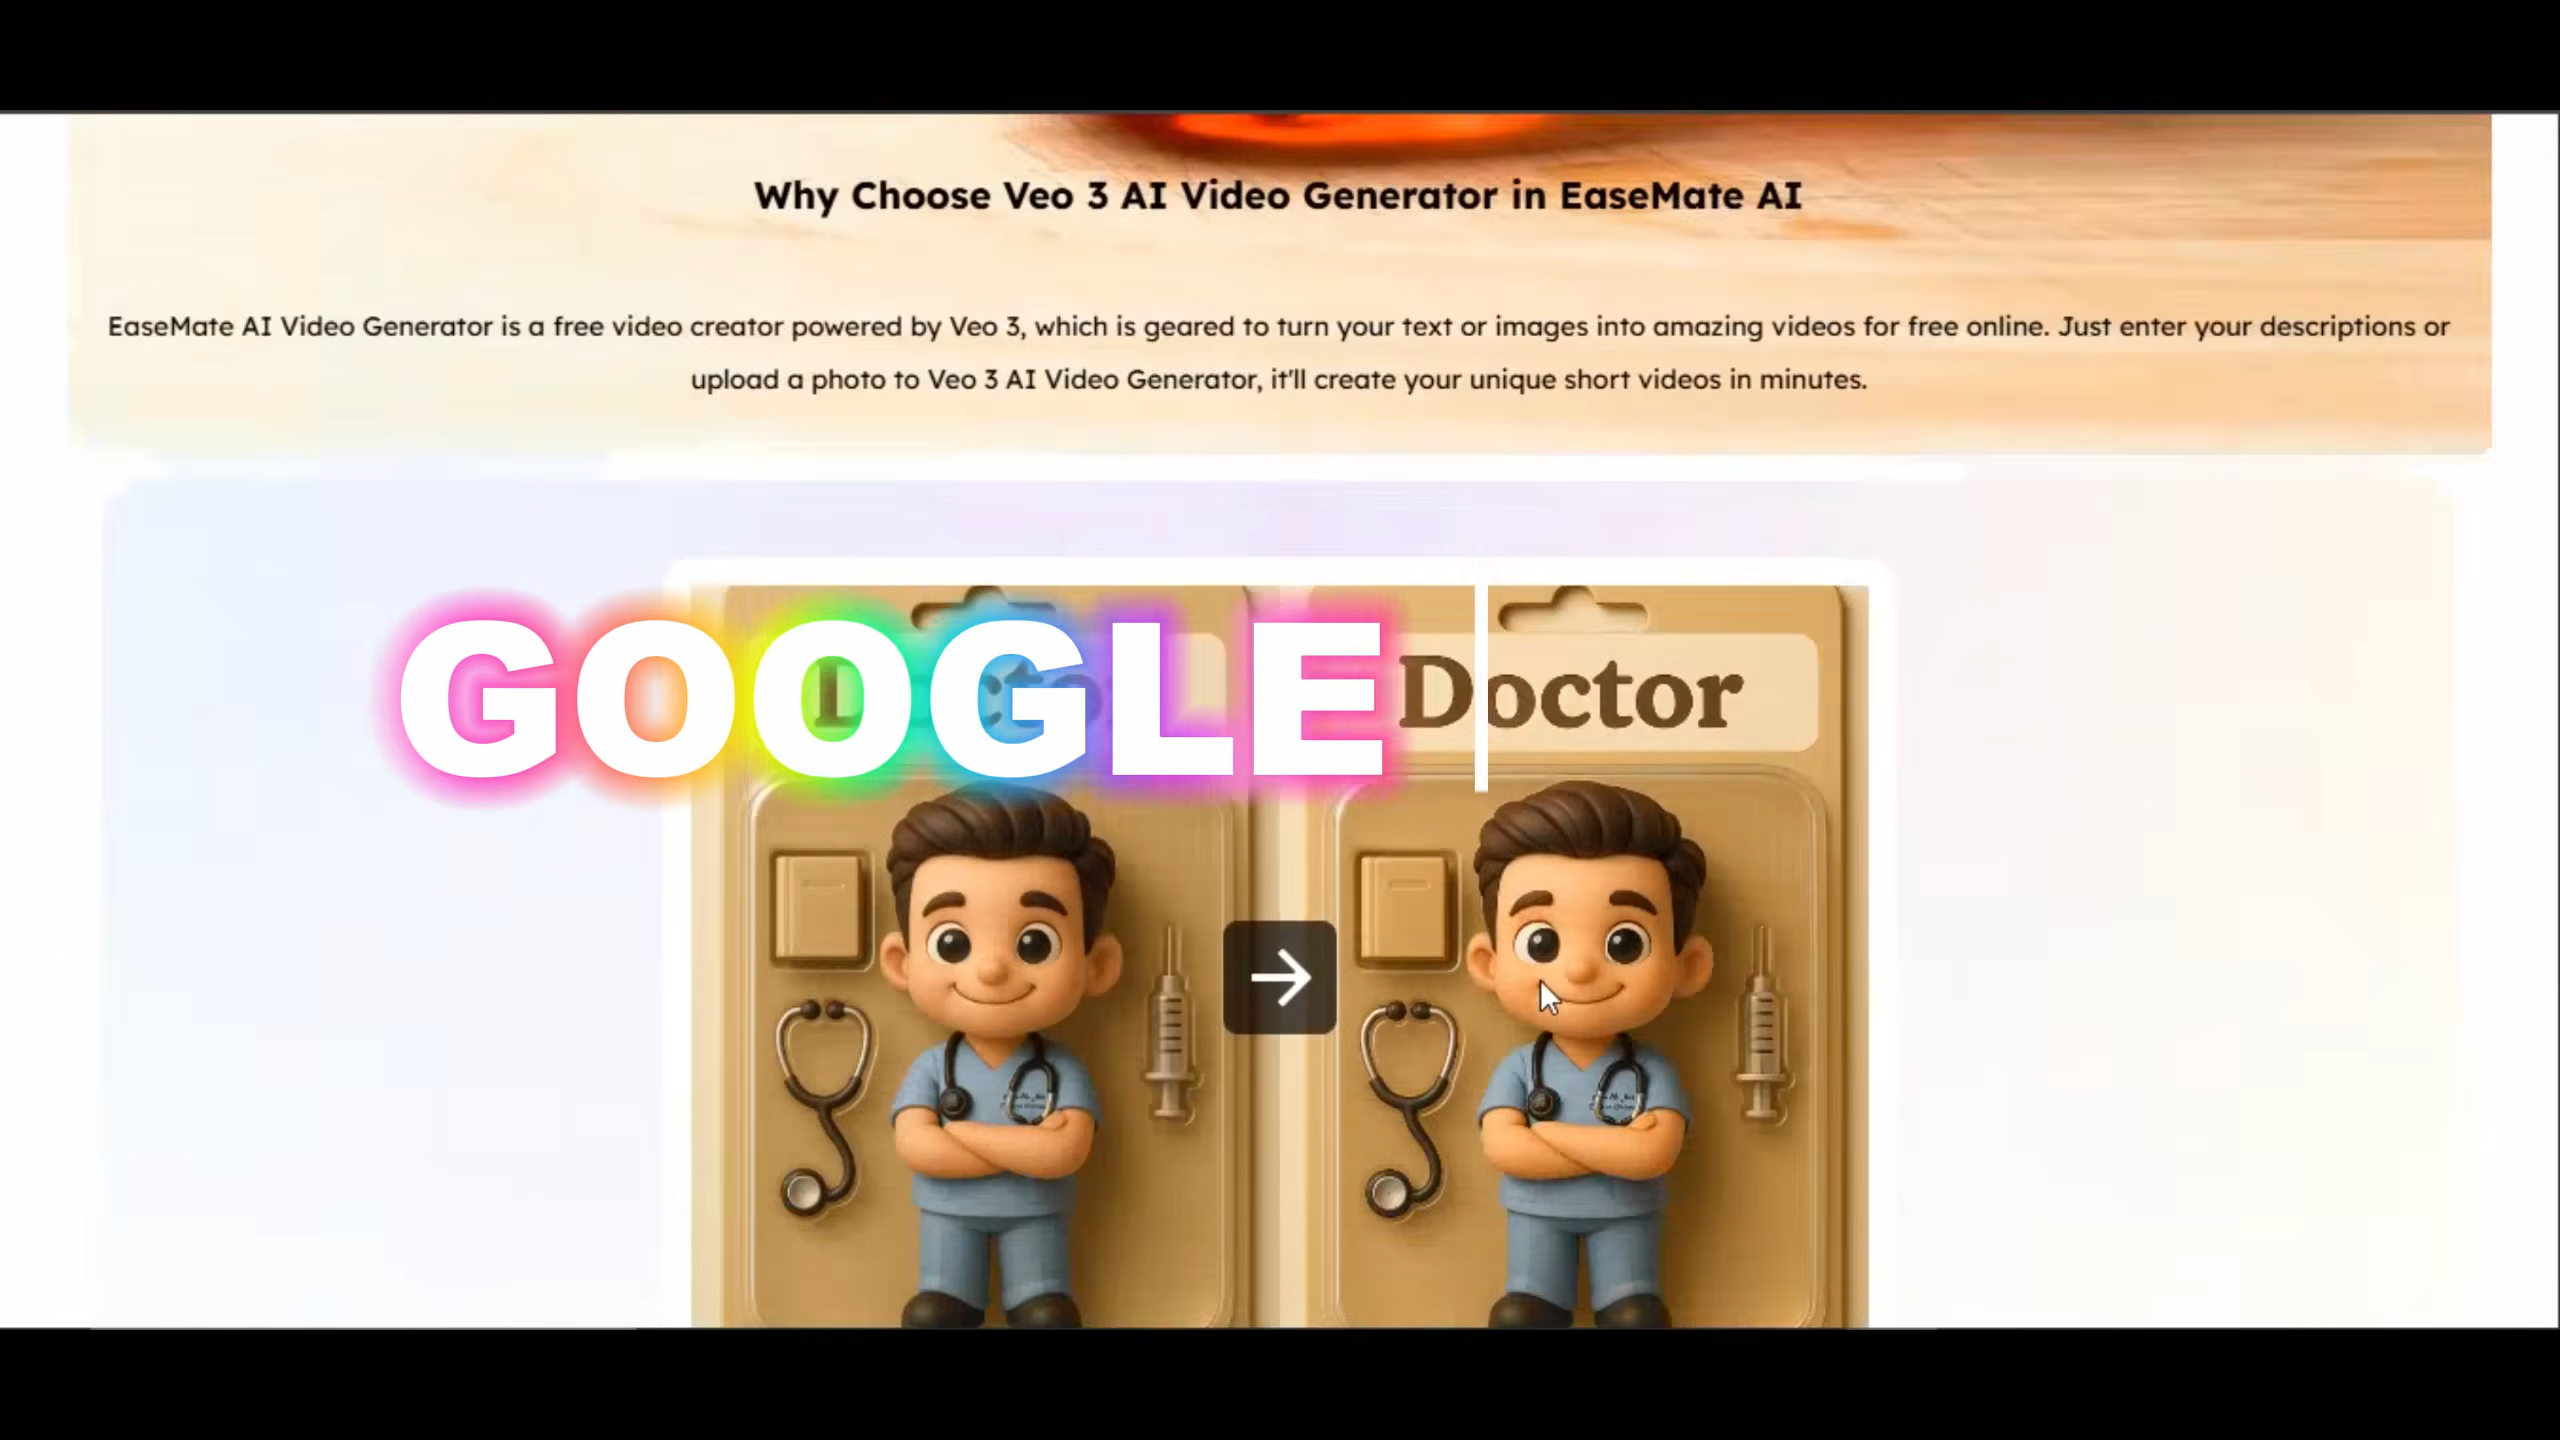 Why Choose Veo 3 AI Video Generator in EaseMate AI
EaseMate AI Video Generator is a free video creator powered by Veo 3, which is geared to turn your text or images into amazing videos for free online. Just enter your descriptions or
upload a photo to Veo 3 AI Video Generator, it'll create your unique short videos in minutes.
GOOGLE
Doctor